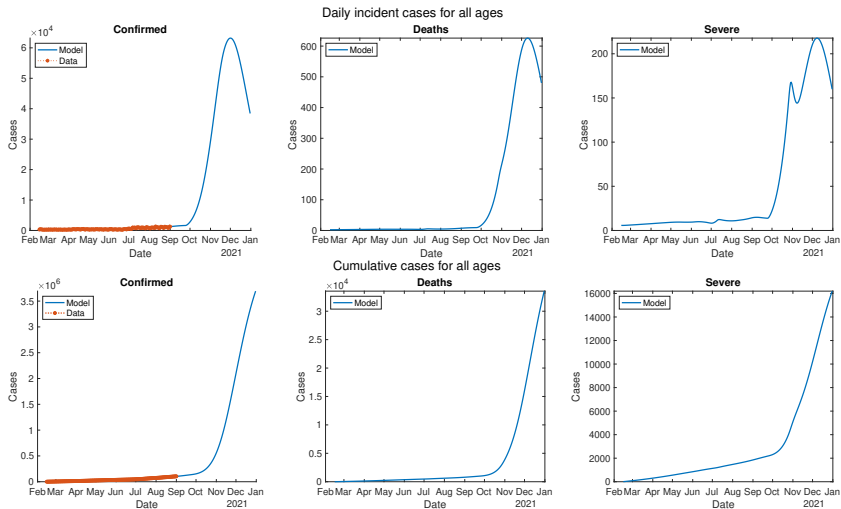 Daily incident cases for all ages
Confirmed
Deaths
Severe
×10⁴
Model
Data
Model
Model
6
5
4
3
2
1
0
600
500
400
300
200
100
0
200
150
100
50
0
Cases
Cases
Cases
Feb Mar Apr May Jun Jul Aug Sep Oct Nov Dec Jan
Feb Mar Apr May Jun Jul Aug Sep Oct Nov Dec Jan
Feb Mar Apr May Jun Jul Aug Sep Oct Nov Dec Jan
Date
2021
Date
2021
Date
2021
Cumulative cases for all ages
Confirmed
Deaths
Severe
×10⁶
×10⁴
Model
Data
Model
Model
3.5
3
2.5
2
1.5
1
0.5
0
3
2.5
2
1.5
1
0.5
0
16000
14000
12000
10000
8000
6000
4000
2000
0
Cases
Cases
Cases
Feb Mar Apr May Jun Jul Aug Sep Oct Nov Dec Jan
Feb Mar Apr May Jun Jul Aug Sep Oct Nov Dec Jan
Feb Mar Apr May Jun Jul Aug Sep Oct Nov Dec Jan
Date
2021
Date
2021
Date
2021